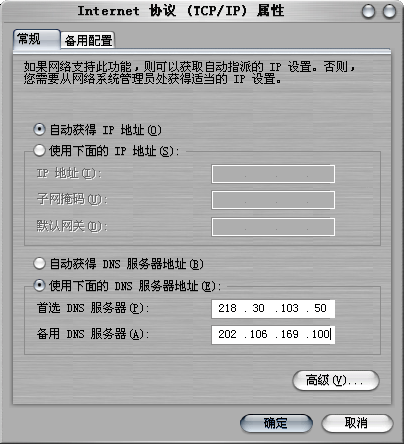 Internet 协议 (TCP/IP) 属性
常规 备用配置
如果网络支持此功能，则可以获取自动指派的 IP 设置。否则，
您需要从网络系统管理员处获得适当的 IP 设置。
自动获得 IP 地址(O)
使用下面的 IP 地址(S):
IP 地址(I):
子网掩码(U):
默认网关(D):
自动获得 DNS 服务器地址(B)
使用下面的 DNS 服务器地址(E):
首选 DNS 服务器(P): 218 . 30 .103 . 50
备用 DNS 服务器(A): 202 .106 .169 .100
高级(V)...
确定 取消